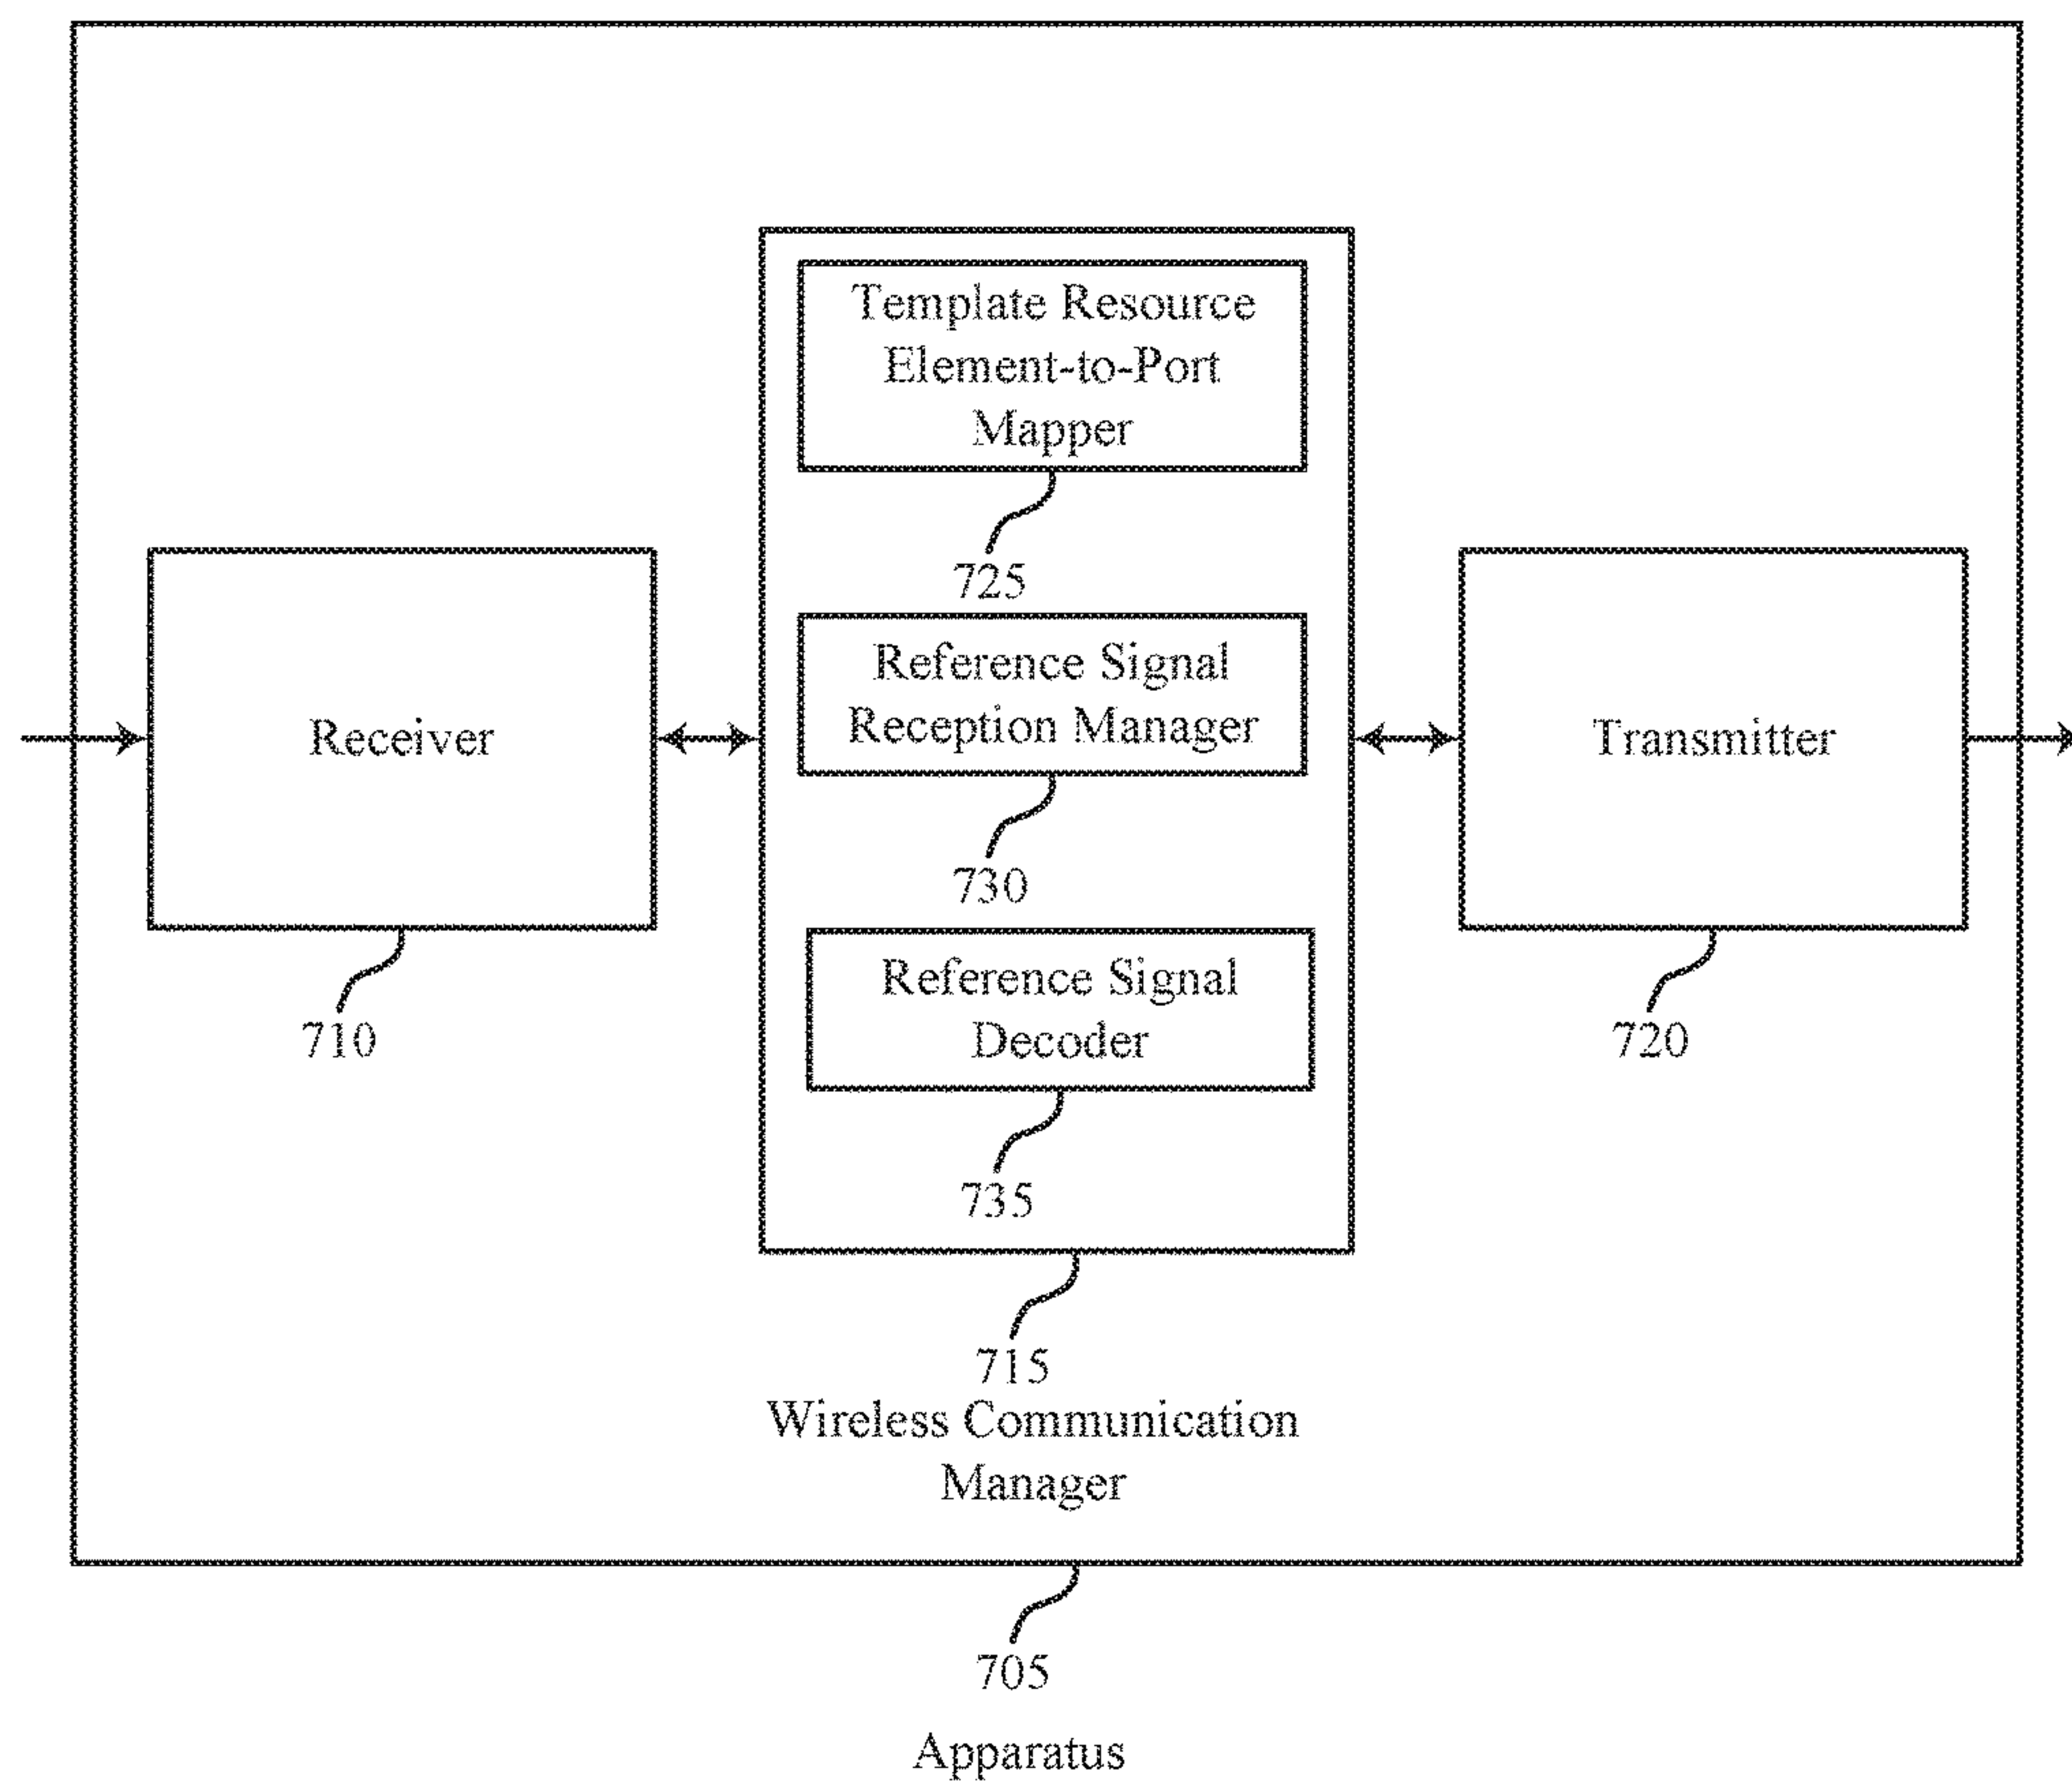 Template Resource
Element-to-Port
Mapper
725
Reference Signal
Reception Manager
730
Reference Signal
Decoder
735
Receiver
710
Transmitter
720
715
Wireless Communication
Manager
705
Apparatus